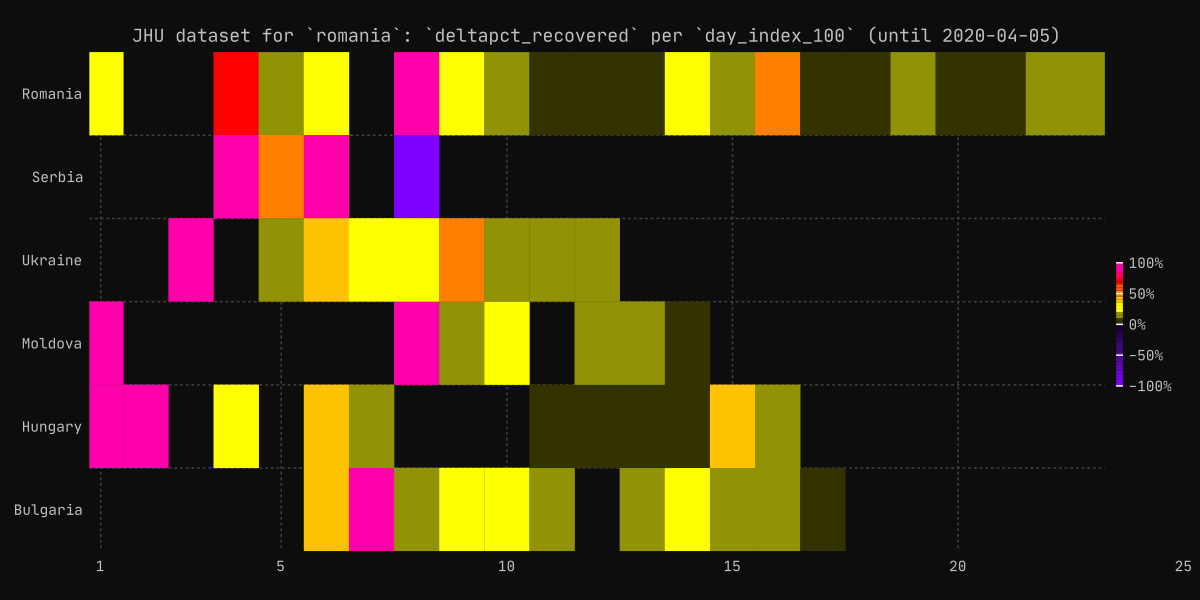 JHU dataset for `romania`: `deltapct_recovered` per `day_index_100` (until 2020-04-05)
Romania
Serbia
Ukraine
Moldova
Hungary
Bulgaria
1 5 10 15 20 25
100%
50%
0%
-50%
-100%